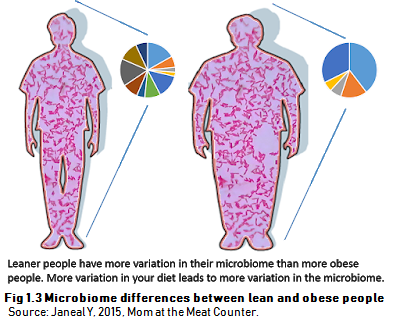 Leaner people have more variation in their microbiome than more obese
people. More variation in your diet leads to more variation in the microbiome.
Fig 1.3 Microbiome differences between lean and obese people
Source: Janeal Y, 2015, Mom at the Meat Counter.